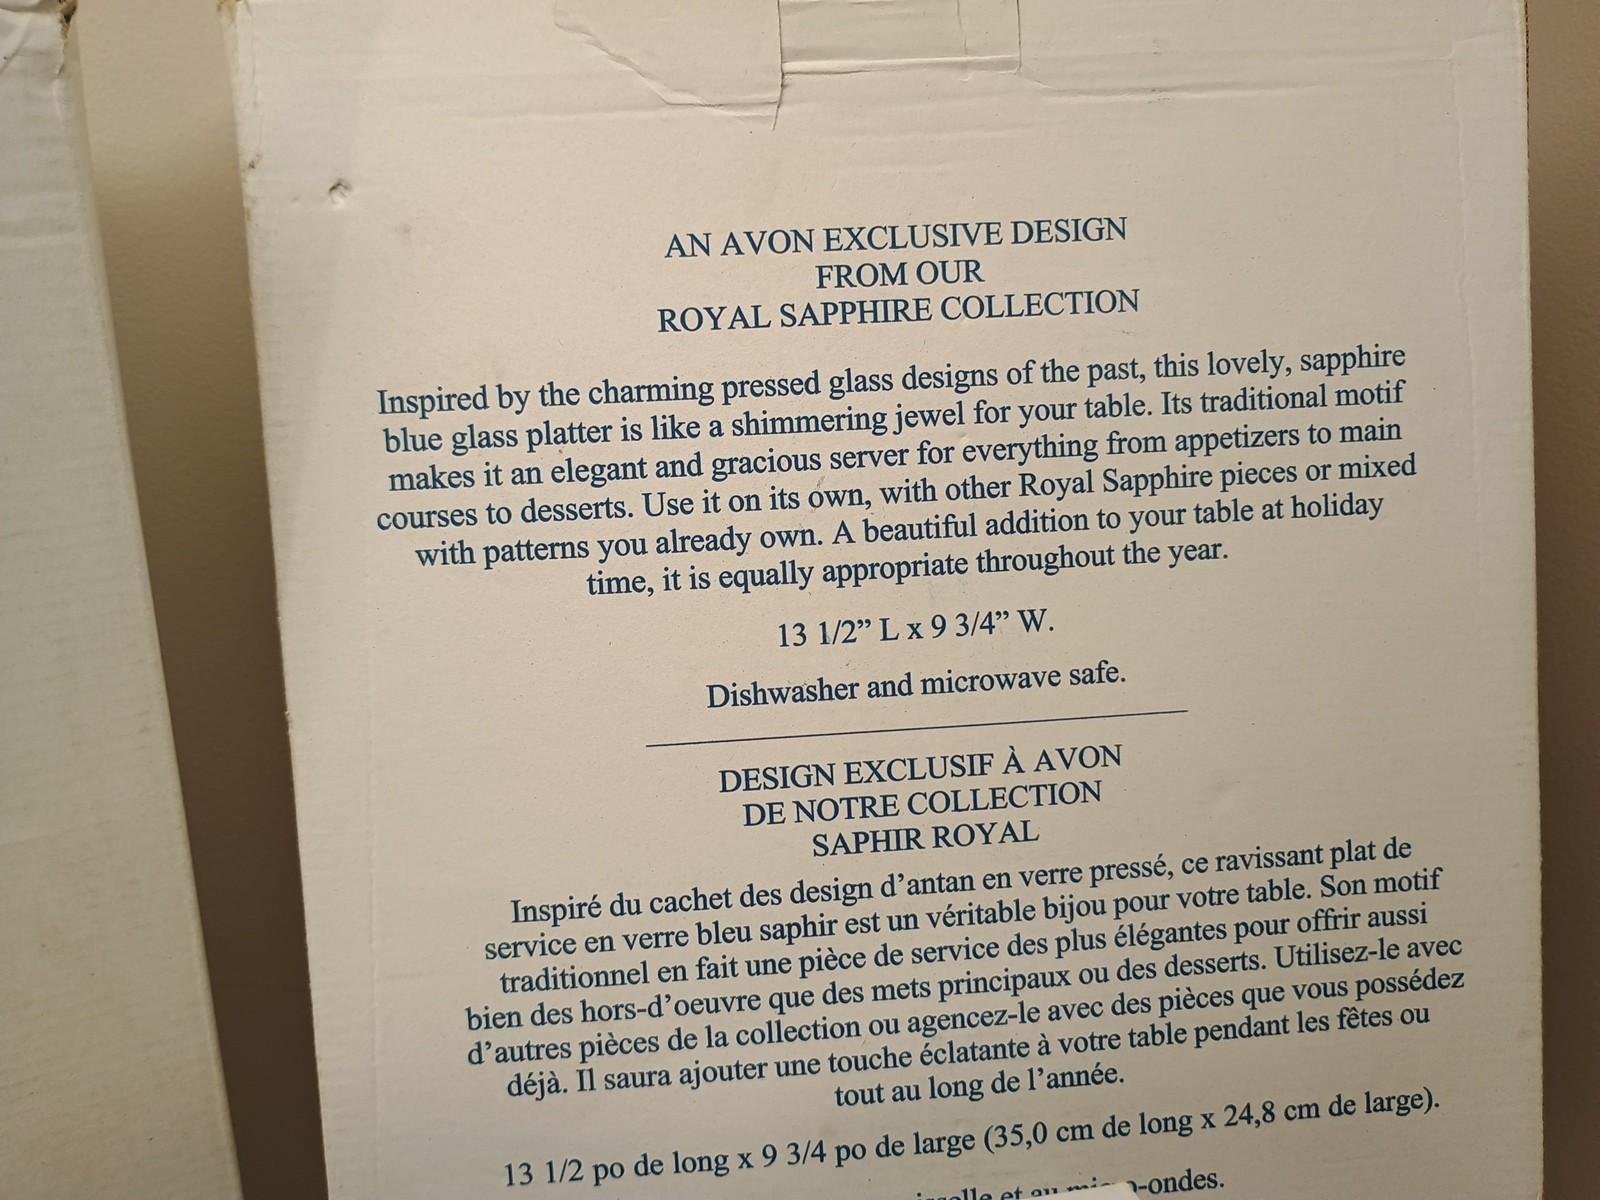 AN AVON EXCLUSIVE DESIGN
FROM OUR
ROYAL SAPPHIRE COLLECTION
Inspired by the charming pressed glass designs of the past, this lovely, sapphire
blue glass platter is like a shimmering jewel for your table. Its traditional motif
makes it an elegant and gracious server for everything from appetizers to main
courses to desserts. Use it on its own, with other Royal Sapphire pieces or mixed
with patterns you already own. A beautiful addition to your table at holiday
time, it is equally appropriate throughout the year.
13 1/2” L x 9 3/4” W.
Dishwasher and microwave safe.
DESIGN EXCLUSIF À AVON
DE NOTRE COLLECTION
SAPHIR ROYAL
Inspiré du cachet des design d’antan en verre pressé, ce ravissant plat de
service en verre bleu saphir est un véritable bijou pour votre table. Son motif
traditionnel en fait une pièce de service des plus élégantes pour offrir aussi
bien des hors-d’oeuvre que des mets principaux ou des desserts. Utilisez-le avec
d’autres pièces de la collection ou agencez-le avec des pièces que vous possédez
déjà. Il saura ajouter une touche éclatante à votre table pendant les fêtes ou
tout au long de l’année.
13 1/2 po de long x 9 3/4 po de large (35,0 cm de long x 24,8 cm de large).
et au -ondes.